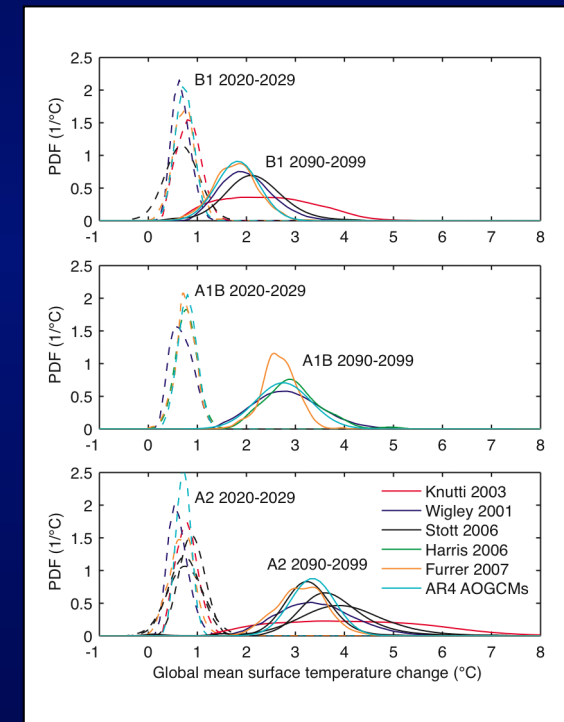 2.5
B1 2020-2029
2
1.5
PDF (1/°C)
1
B1 2090-2099
0.5
0
-1 0 1 2 3 4 5 6 7 8
2.5
A1B 2020-2029
2
1.5
PDF (1/°C)
1
A1B 2090-2099
0.5
0
-1 0 1 2 3 4 5 6 7 8
2.5
A2 2020-2029
2
1.5
PDF (1/°C)
1
A2 2090-2099
0.5
0
Knutti 2003
Wigley 2001
Stott 2006
Harris 2006
Furrer 2007
AR4 AOGCMs
-1 0 1 2 3 4 5 6 7 8
Global mean surface temperature change (°C)